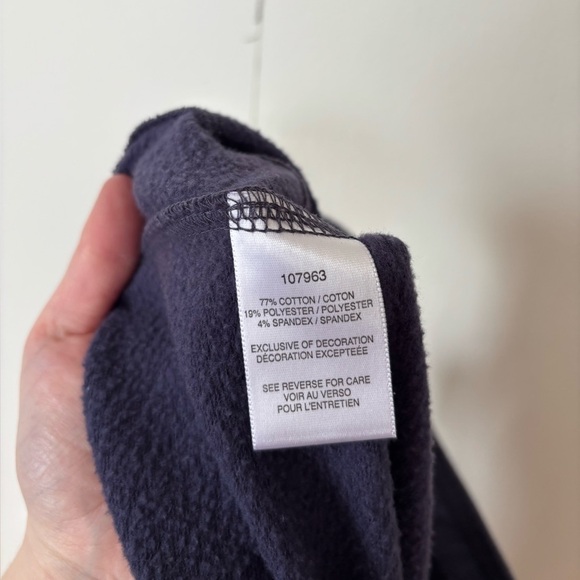 107963
77% COTTON / COTON
19% POLYESTER / POLYESTER
4% SPANDEX / SPANDEX
EXCLUSIVE OF DECORATION
DÉCORATION EXCEPTEÉE
SEE REVERSE FOR CARE
VOIR AU VERSO
POUR L'ENTRETIEN